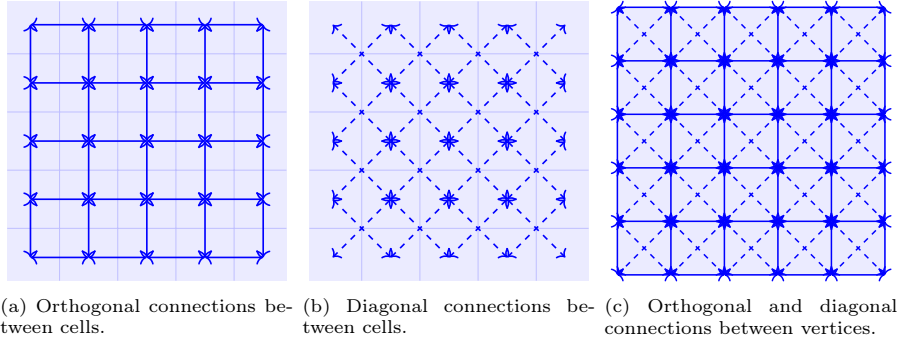 (a) Orthogonal connections be-
tween cells.
(b) Diagonal connections be-
tween cells.
(c) Orthogonal and diagonal
connections between vertices.